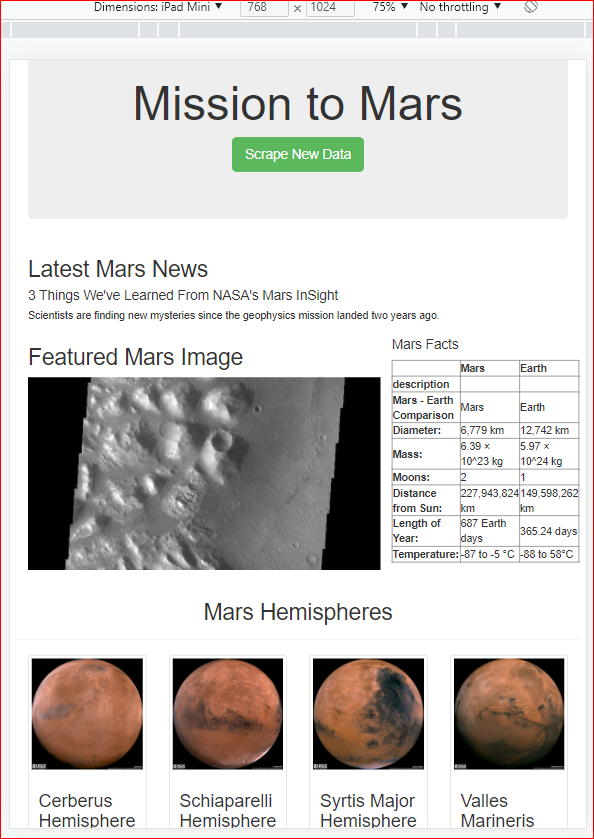 Dimensions: iPad Mini ▼ 768 × 1024 75% ▼ No throttling ▼
Mission to Mars
Scrape New Data
Latest Mars News
3 Things We've Learned From NASA's Mars InSight
Scientists are finding new mysteries since the geophysics mission landed two years ago.
Featured Mars Image
Mars Facts
Mars Earth
description
Mars - Earth
Comparison Mars Earth
Diameter: 6,779 km 12,742 km
Mass: 6.39 × 5.97 ×
10^23 kg 10^24 kg
Moons: 2 1
Distance 227,943,824 149,598,262
from Sun: km km
Length of 687 Earth
Year: days 365.24 days
Temperature: -87 to -5 °C -88 to 58°C
Mars Hemispheres
USGS USGS USGS USGS
Cerberus Schiaparelli Syrtis Major Valles
Hemisphere Hemisphere Hemisphere Marineris